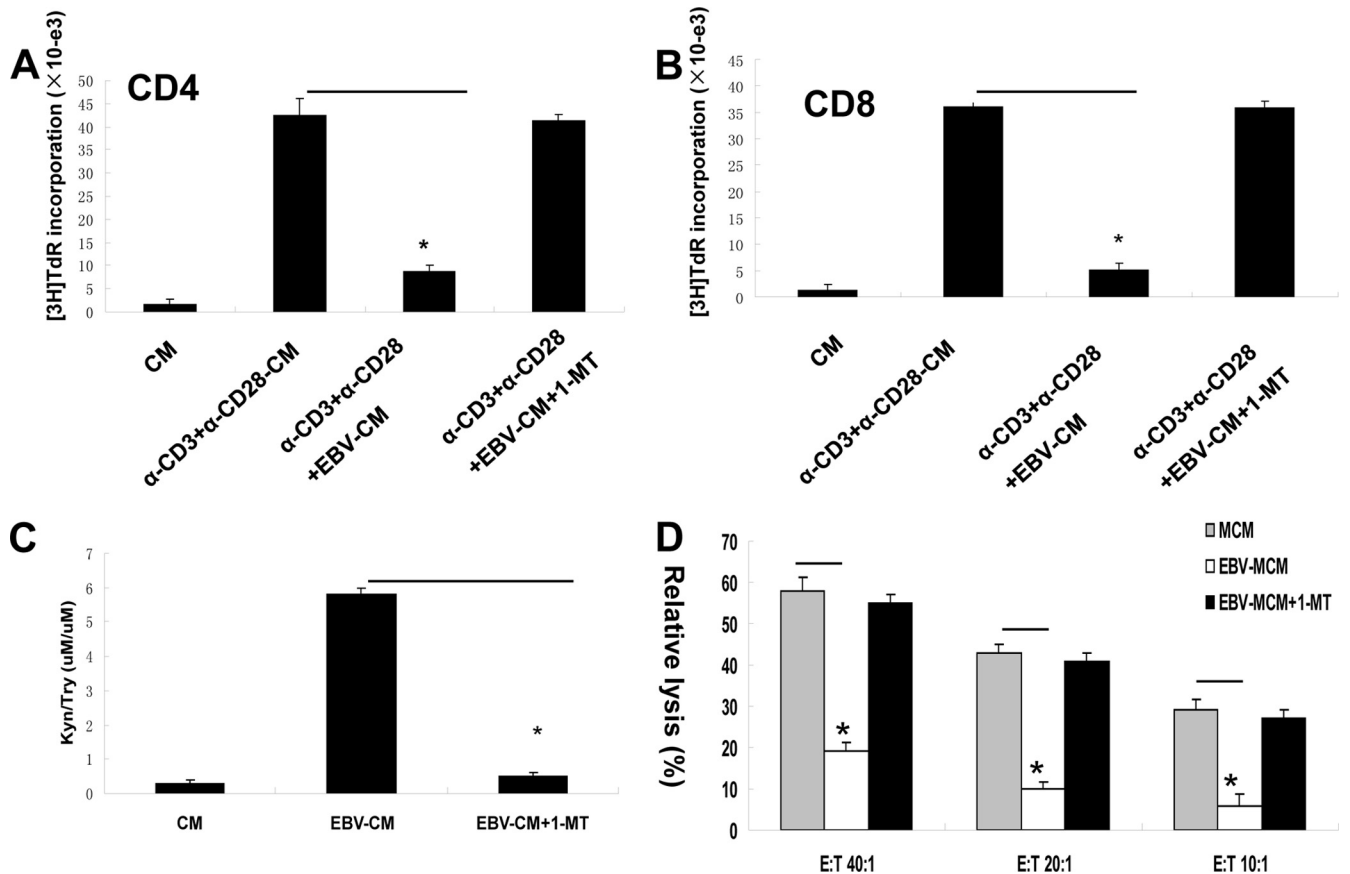 A
CD4
[3H]TdR incorporation (×10-e3)
50
45
40
35
30
25
20
15
10
5
0
*
CM
α-CD3+α-CD28-CM
α-CD3+α-CD28
+EBV-CM
α-CD3+α-CD28
+EBV-CM+1-MT
B
CD8
[3H]TdR incorporation (×10-e3)
45
40
35
30
25
20
15
10
5
0
*
CM
α-CD3+α-CD28-CM
α-CD3+α-CD28
+EBV-CM
α-CD3+α-CD28
+EBV-CM+1-MT
C
Kyn/Try (uM/uM)
7
6
5
4
3
2
1
0
*
CM EBV-CM EBV-CM+1-MT
D
Relative lysis (%)
70
60
50
40
30
20
10
0
MCM
EBV-MCM
EBV-MCM+1-MT
* * *
E:T 40:1 E:T 20:1 E:T 10:1